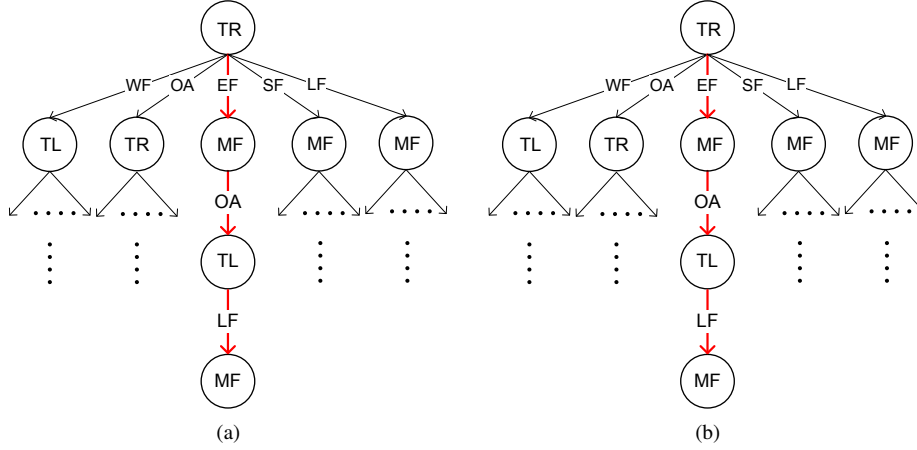 TR TR
WF OA EF SF LF WF OA EF SF LF
TL TR MF MF MF TL TR MF MF MF
OA OA
TL TL
LF LF
MF MF
(a) (b)